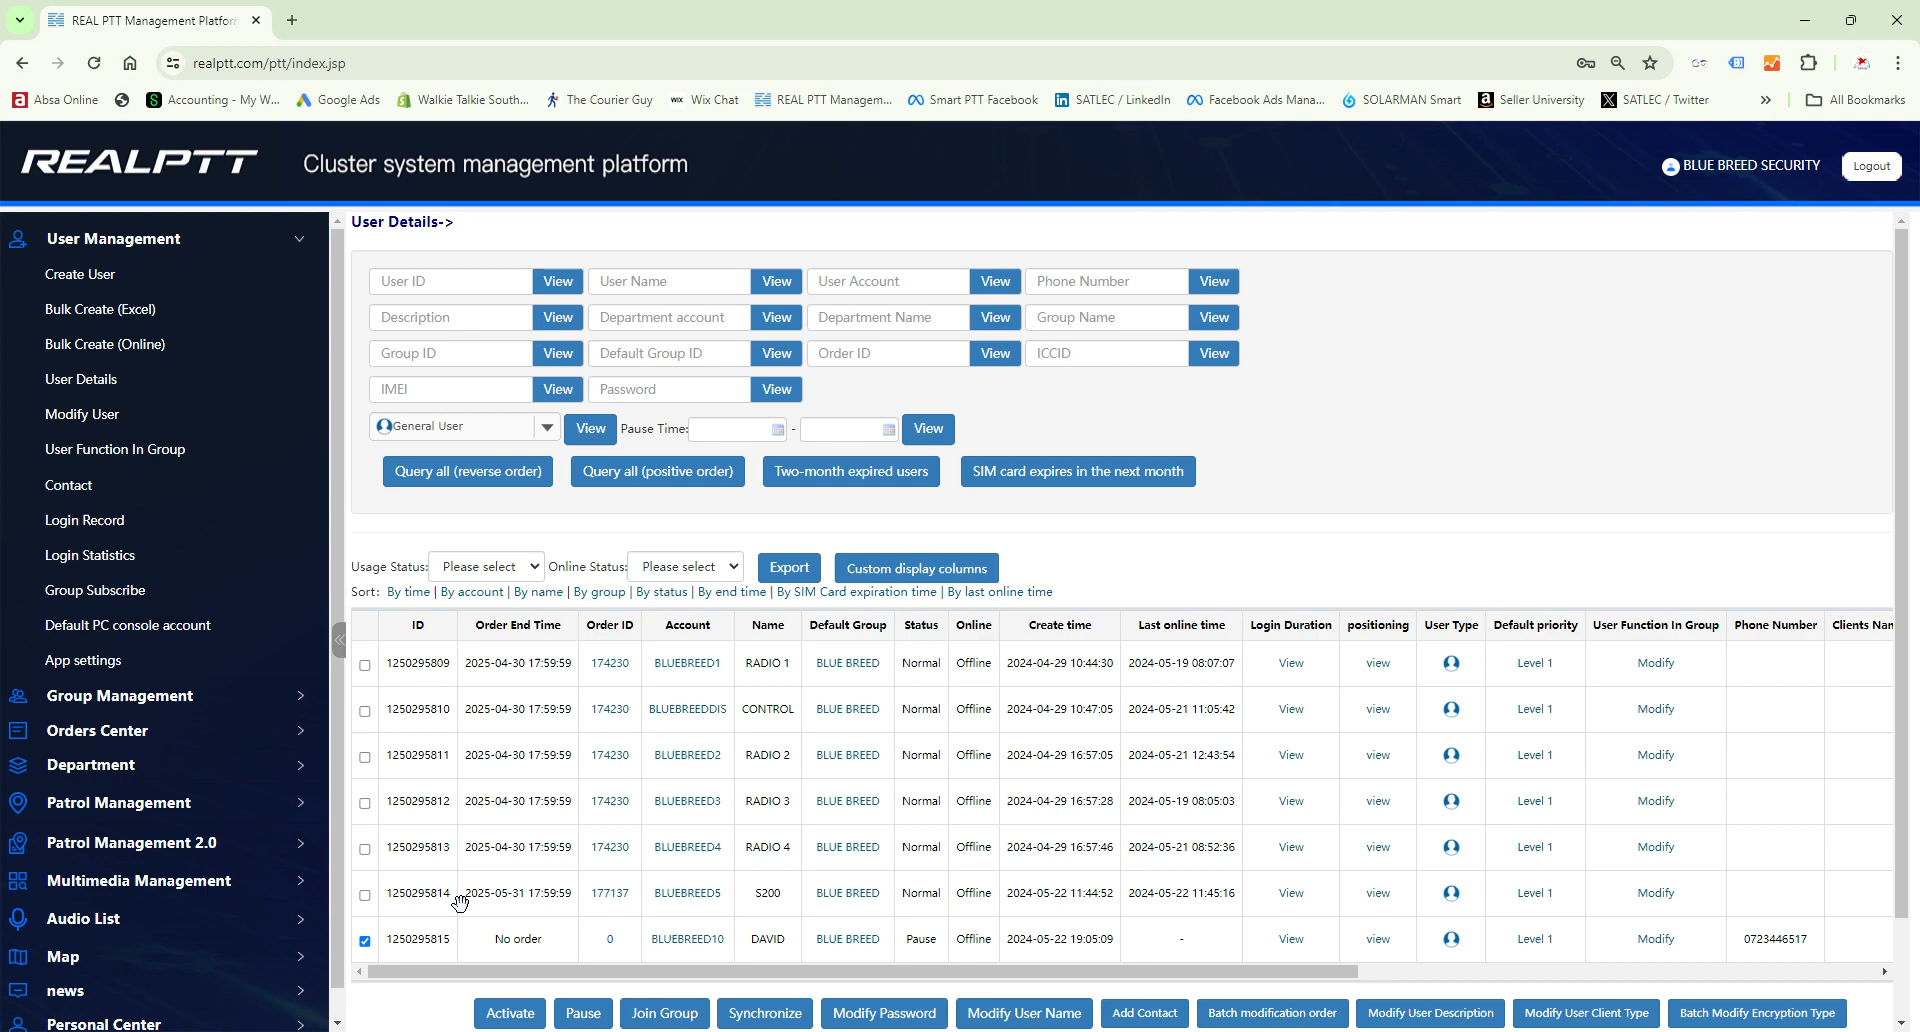 REAL PTT Management Platform
realptt.com/ptt/index.jsp
Absa Online
Accounting - My W...
Google Ads
Walkie Talkie South...
The Courier Guy
Wix Chat
REAL PTT Managem...
Smart PTT Facebook
SATLEC / LinkedIn
Facebook Ads Mana...
SOLARMAN Smart
Seller University
SATLEC / Twitter
All Bookmarks
REALPTT
Cluster system management platform
BLUE BREED SECURITY
Logout
User Management
Create User
Bulk Create (Excel)
Bulk Create (Online)
User Details
Modify User
User Function In Group
Contact
Login Record
Login Statistics
Group Subscribe
Default PC console account
App settings
Group Management
Orders Center
Department
Patrol Management
Patrol Management 2.0
Multimedia Management
Audio List
Map
news
Personal Center
User Details->
User ID View User Name View User Account View Phone Number View
Description View Department account View Department Name View Group Name View
Group ID View Default Group ID View Order ID View ICCID View
IMEI View Password View
General User View Pause Time: - View
Query all (reverse order) Query all (positive order) Two-month expired users SIM card expires in the next month
Usage Status: Please select Online Status: Please select Export Custom display columns
Sort: By time | By account | By name | By group | By status | By end time | By SIM Card expiration time | By last online time
ID Order End Time Order ID Account Name Default Group Status Online Create time Last online time Login Duration positioning User Type Default priority User Function In Group Phone Number Clients Nan
1250295809 2025-04-30 17:59:59 174230 BLUEBREED1 RADIO 1 BLUE BREED Normal Offline 2024-04-29 10:44:30 2024-05-19 08:07:07 View view Level 1 Modify
1250295810 2025-04-30 17:59:59 174230 BLUEBREEDDIS CONTROL BLUE BREED Normal Offline 2024-04-29 10:47:05 2024-05-21 11:05:42 View view Level 1 Modify
1250295811 2025-04-30 17:59:59 174230 BLUEBREED2 RADIO 2 BLUE BREED Normal Offline 2024-04-29 16:57:05 2024-05-21 12:43:54 View view Level 1 Modify
1250295812 2025-04-30 17:59:59 174230 BLUEBREED3 RADIO 3 BLUE BREED Normal Offline 2024-04-29 16:57:28 2024-05-19 08:05:03 View view Level 1 Modify
1250295813 2025-04-30 17:59:59 174230 BLUEBREED4 RADIO 4 BLUE BREED Normal Offline 2024-04-29 16:57:46 2024-05-21 08:52:36 View view Level 1 Modify
1250295814 2025-05-31 17:59:59 177137 BLUEBREED5 S200 BLUE BREED Normal Offline 2024-05-22 11:44:52 2024-05-22 11:45:16 View view Level 1 Modify
1250295815 No order 0 BLUEBREED10 DAVID BLUE BREED Pause Offline 2024-05-22 19:05:09 - View view Level 1 Modify 0723446517
Activate Pause Join Group Synchronize Modify Password Modify User Name Add Contact Batch modification order Modify User Description Modify User Client Type Batch Modify Encryption Type